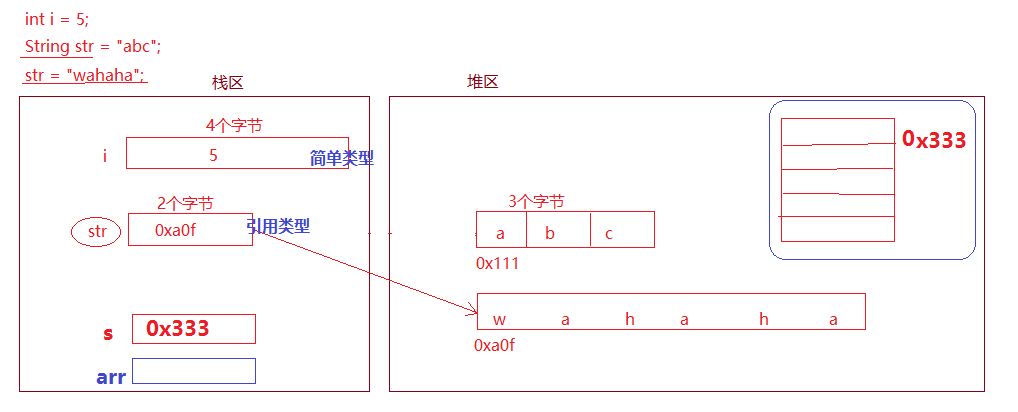 int i = 5;
String str = "abc";
str = "wahaha";
栈区
堆区
4个字节
i
5
简单类型
0x333
2个字节
str
0xa0f
引用类型
3个字节
a b c
0x111
w a h a h a
0xa0f
s
0x333
arr